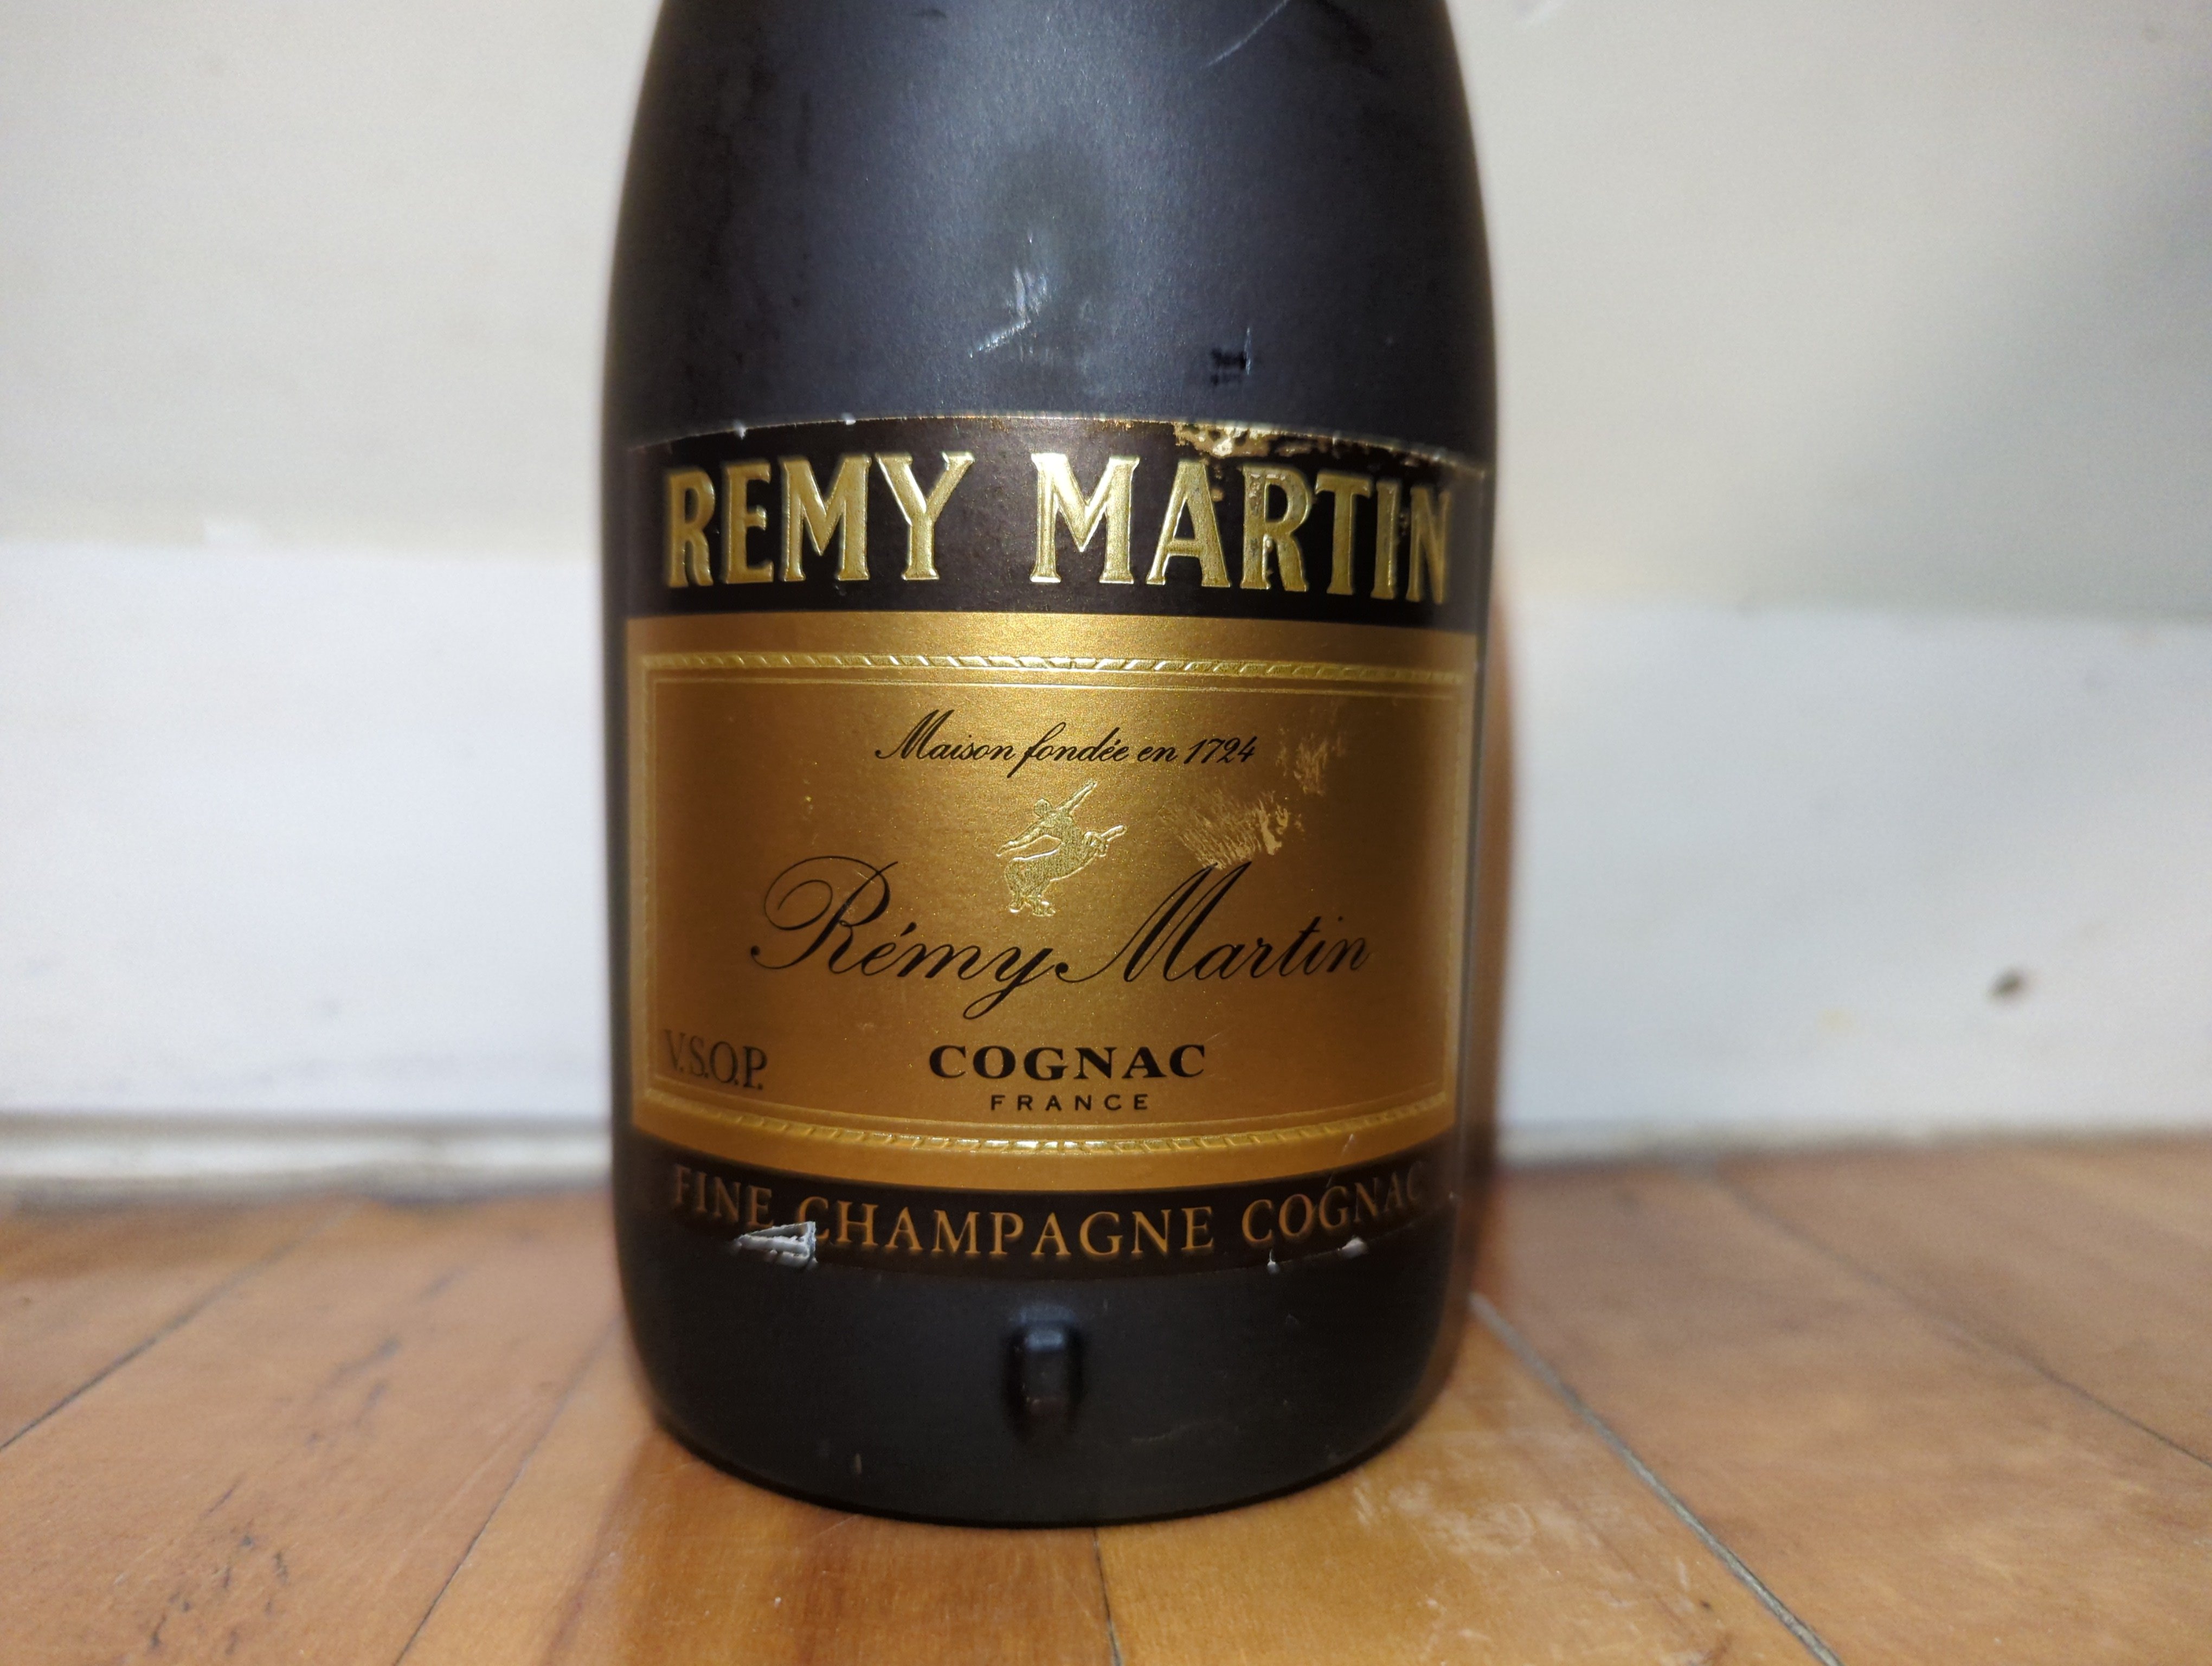 REMY MARTIN
Maison fondée en 1724
Rémy Martin
V.S.O.P.
COGNAC
FRANCE
FINE CHAMPAGNE COGNAC